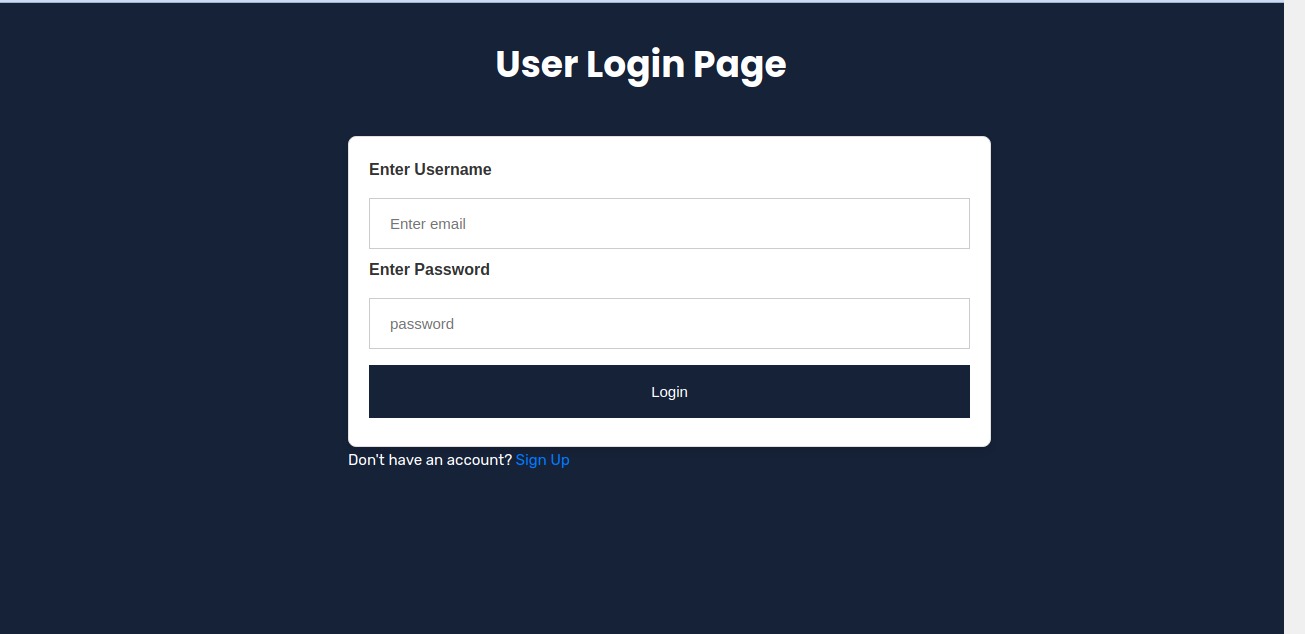 User Login Page
Enter Username
Enter email
Enter Password
password
Login
Don't have an account? Sign Up